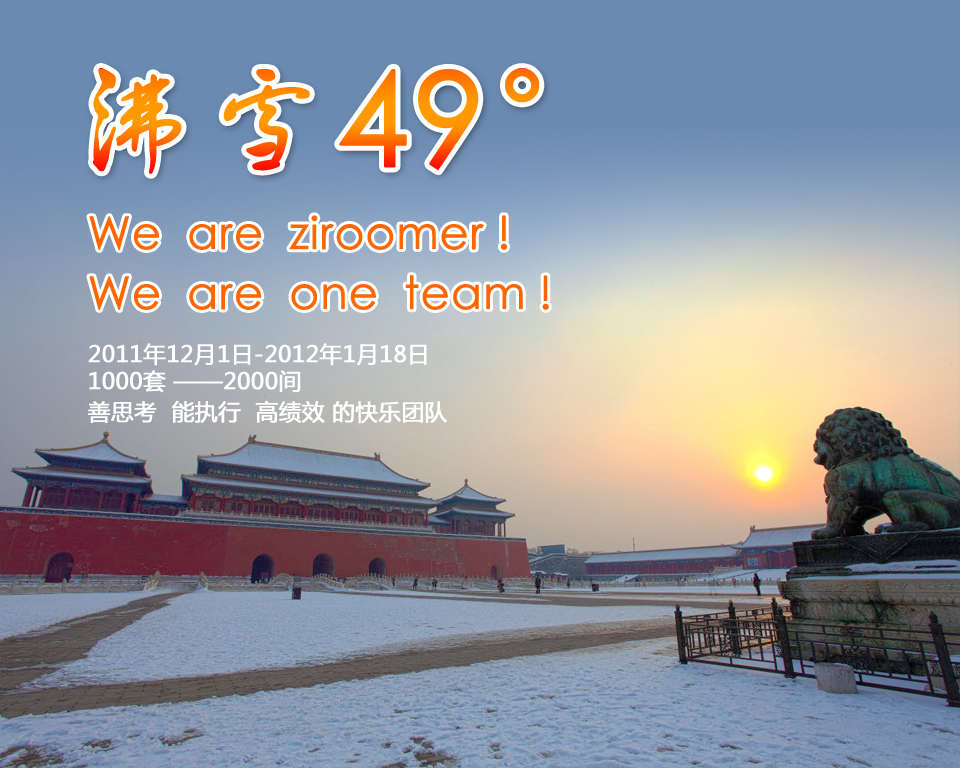 沸雪49°
We are ziroomer!
We are one team!
2011年12月1日-2012年1月18日
1000套 ——2000间
善思考 能执行 高绩效 的快乐团队